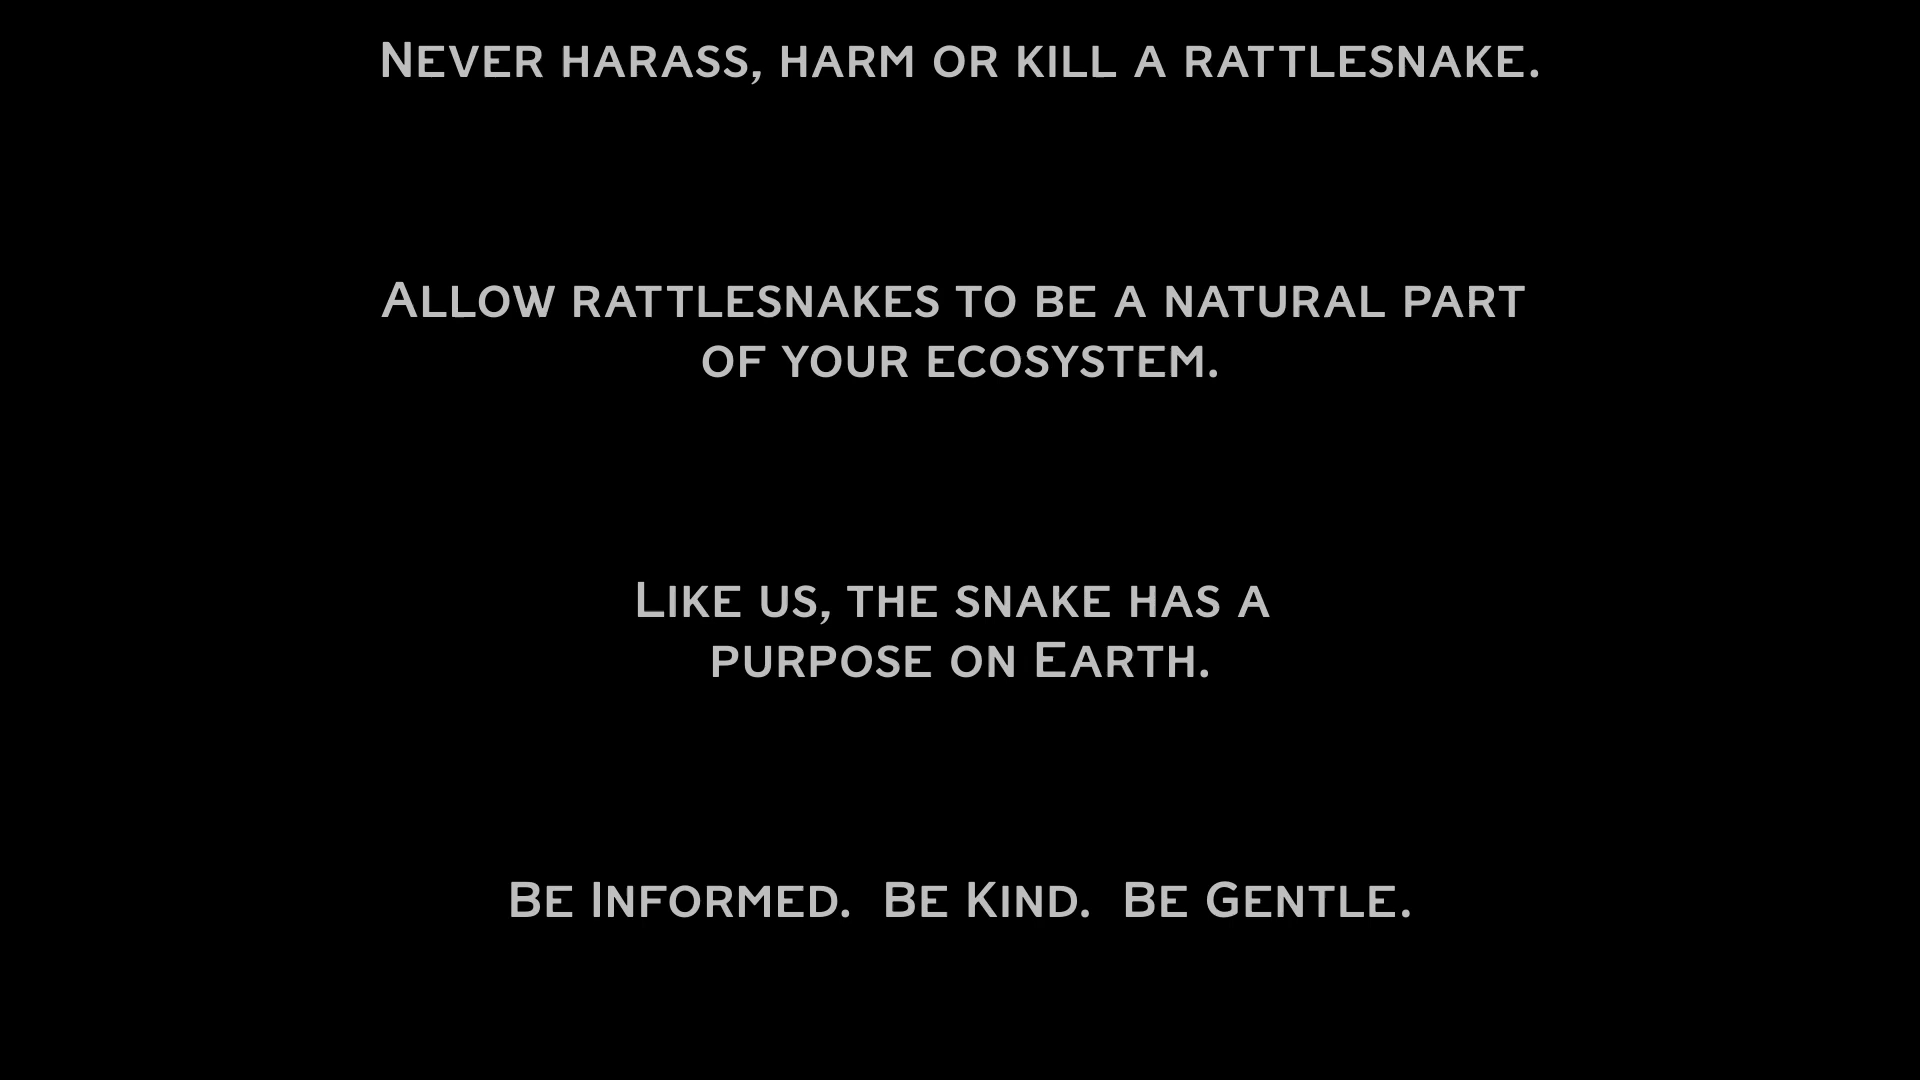 Never harass, harm or kill a rattlesnake.
Allow rattlesnakes to be a natural part
of your ecosystem.
Like us, the snake has a
purpose on Earth.
Be Informed.  Be Kind.  Be Gentle.